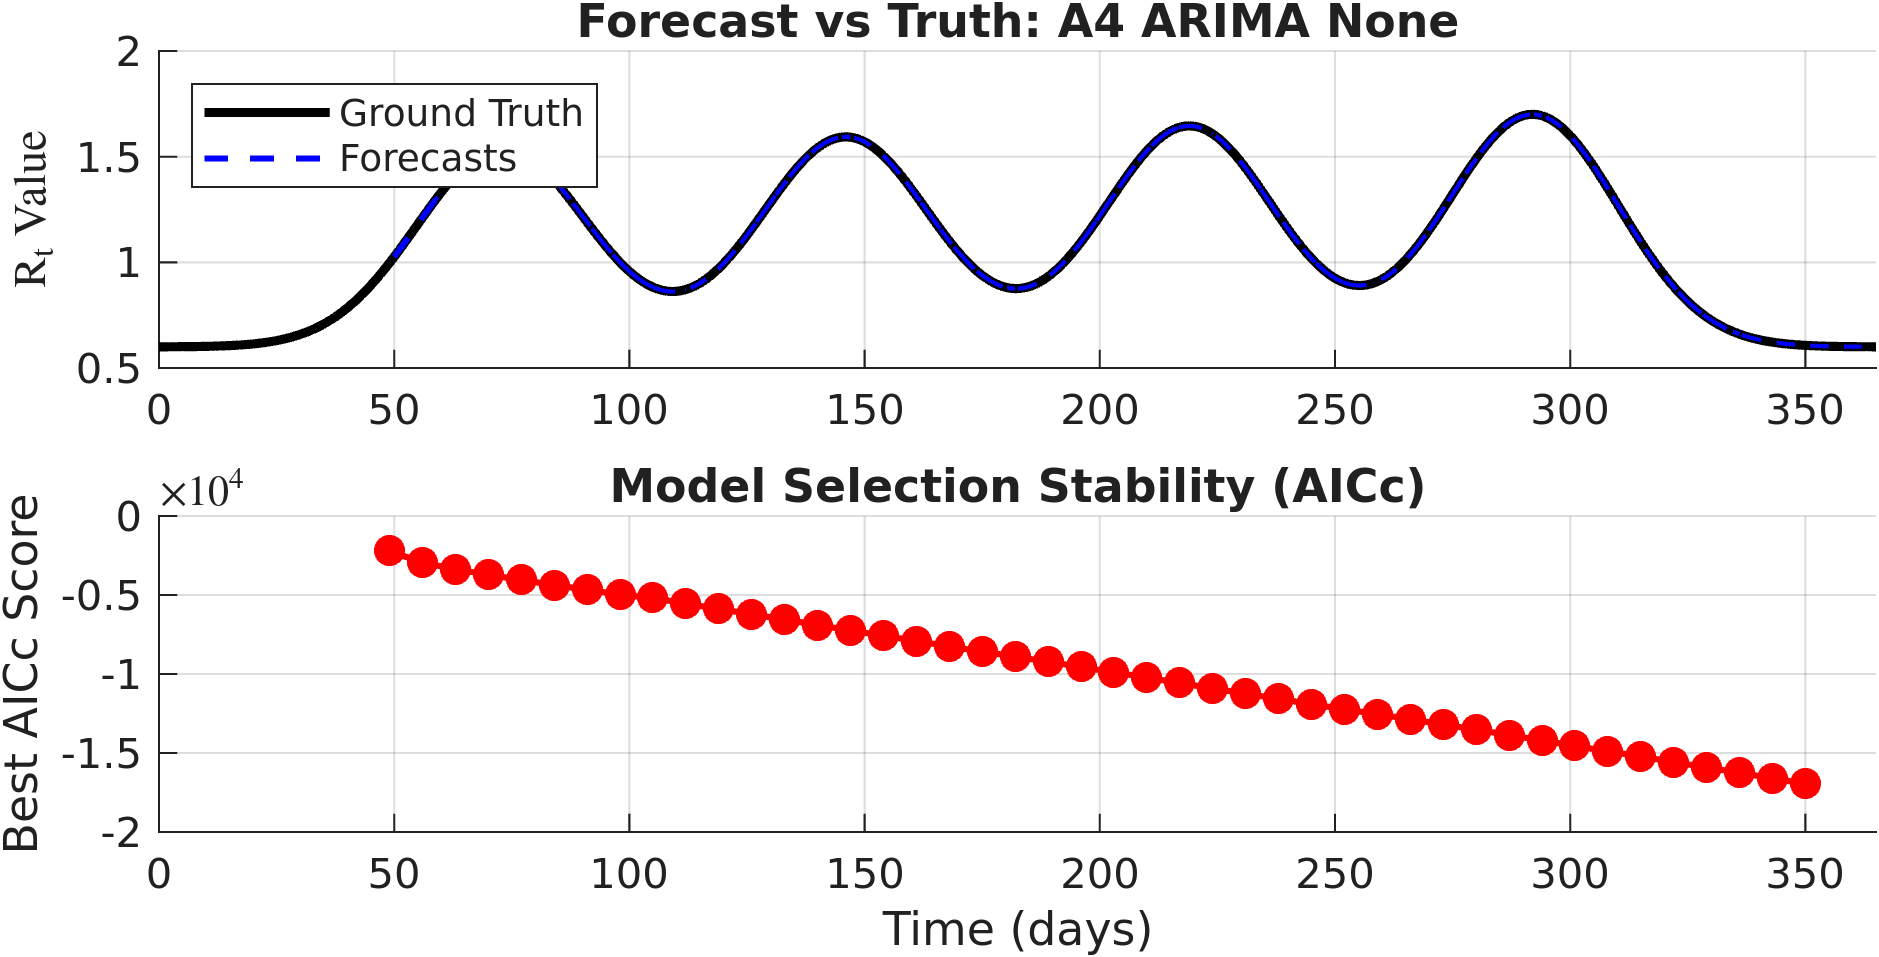 Forecast vs Truth: A4 ARIMA None
2
1.5
1
0.5
R_t Value
Ground Truth
Forecasts
0 50 100 150 200 250 300 350
×10^4
Model Selection Stability (AICc)
0
-0.5
-1
-1.5
-2
Best AICc Score
0 50 100 150 200 250 300 350
Time (days)